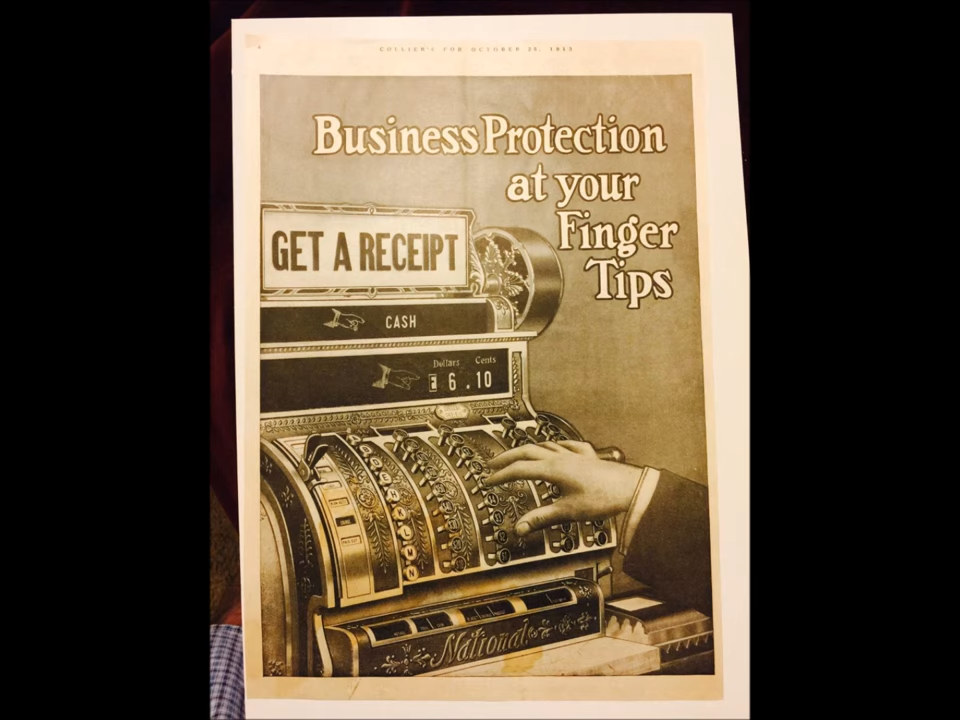 COLLIER'S FOR OCTOBER 25, 1913
Business Protection
at your
Finger
Tips
GET A RECEIPT
CASH
Dollars Cents
E 6.10
National